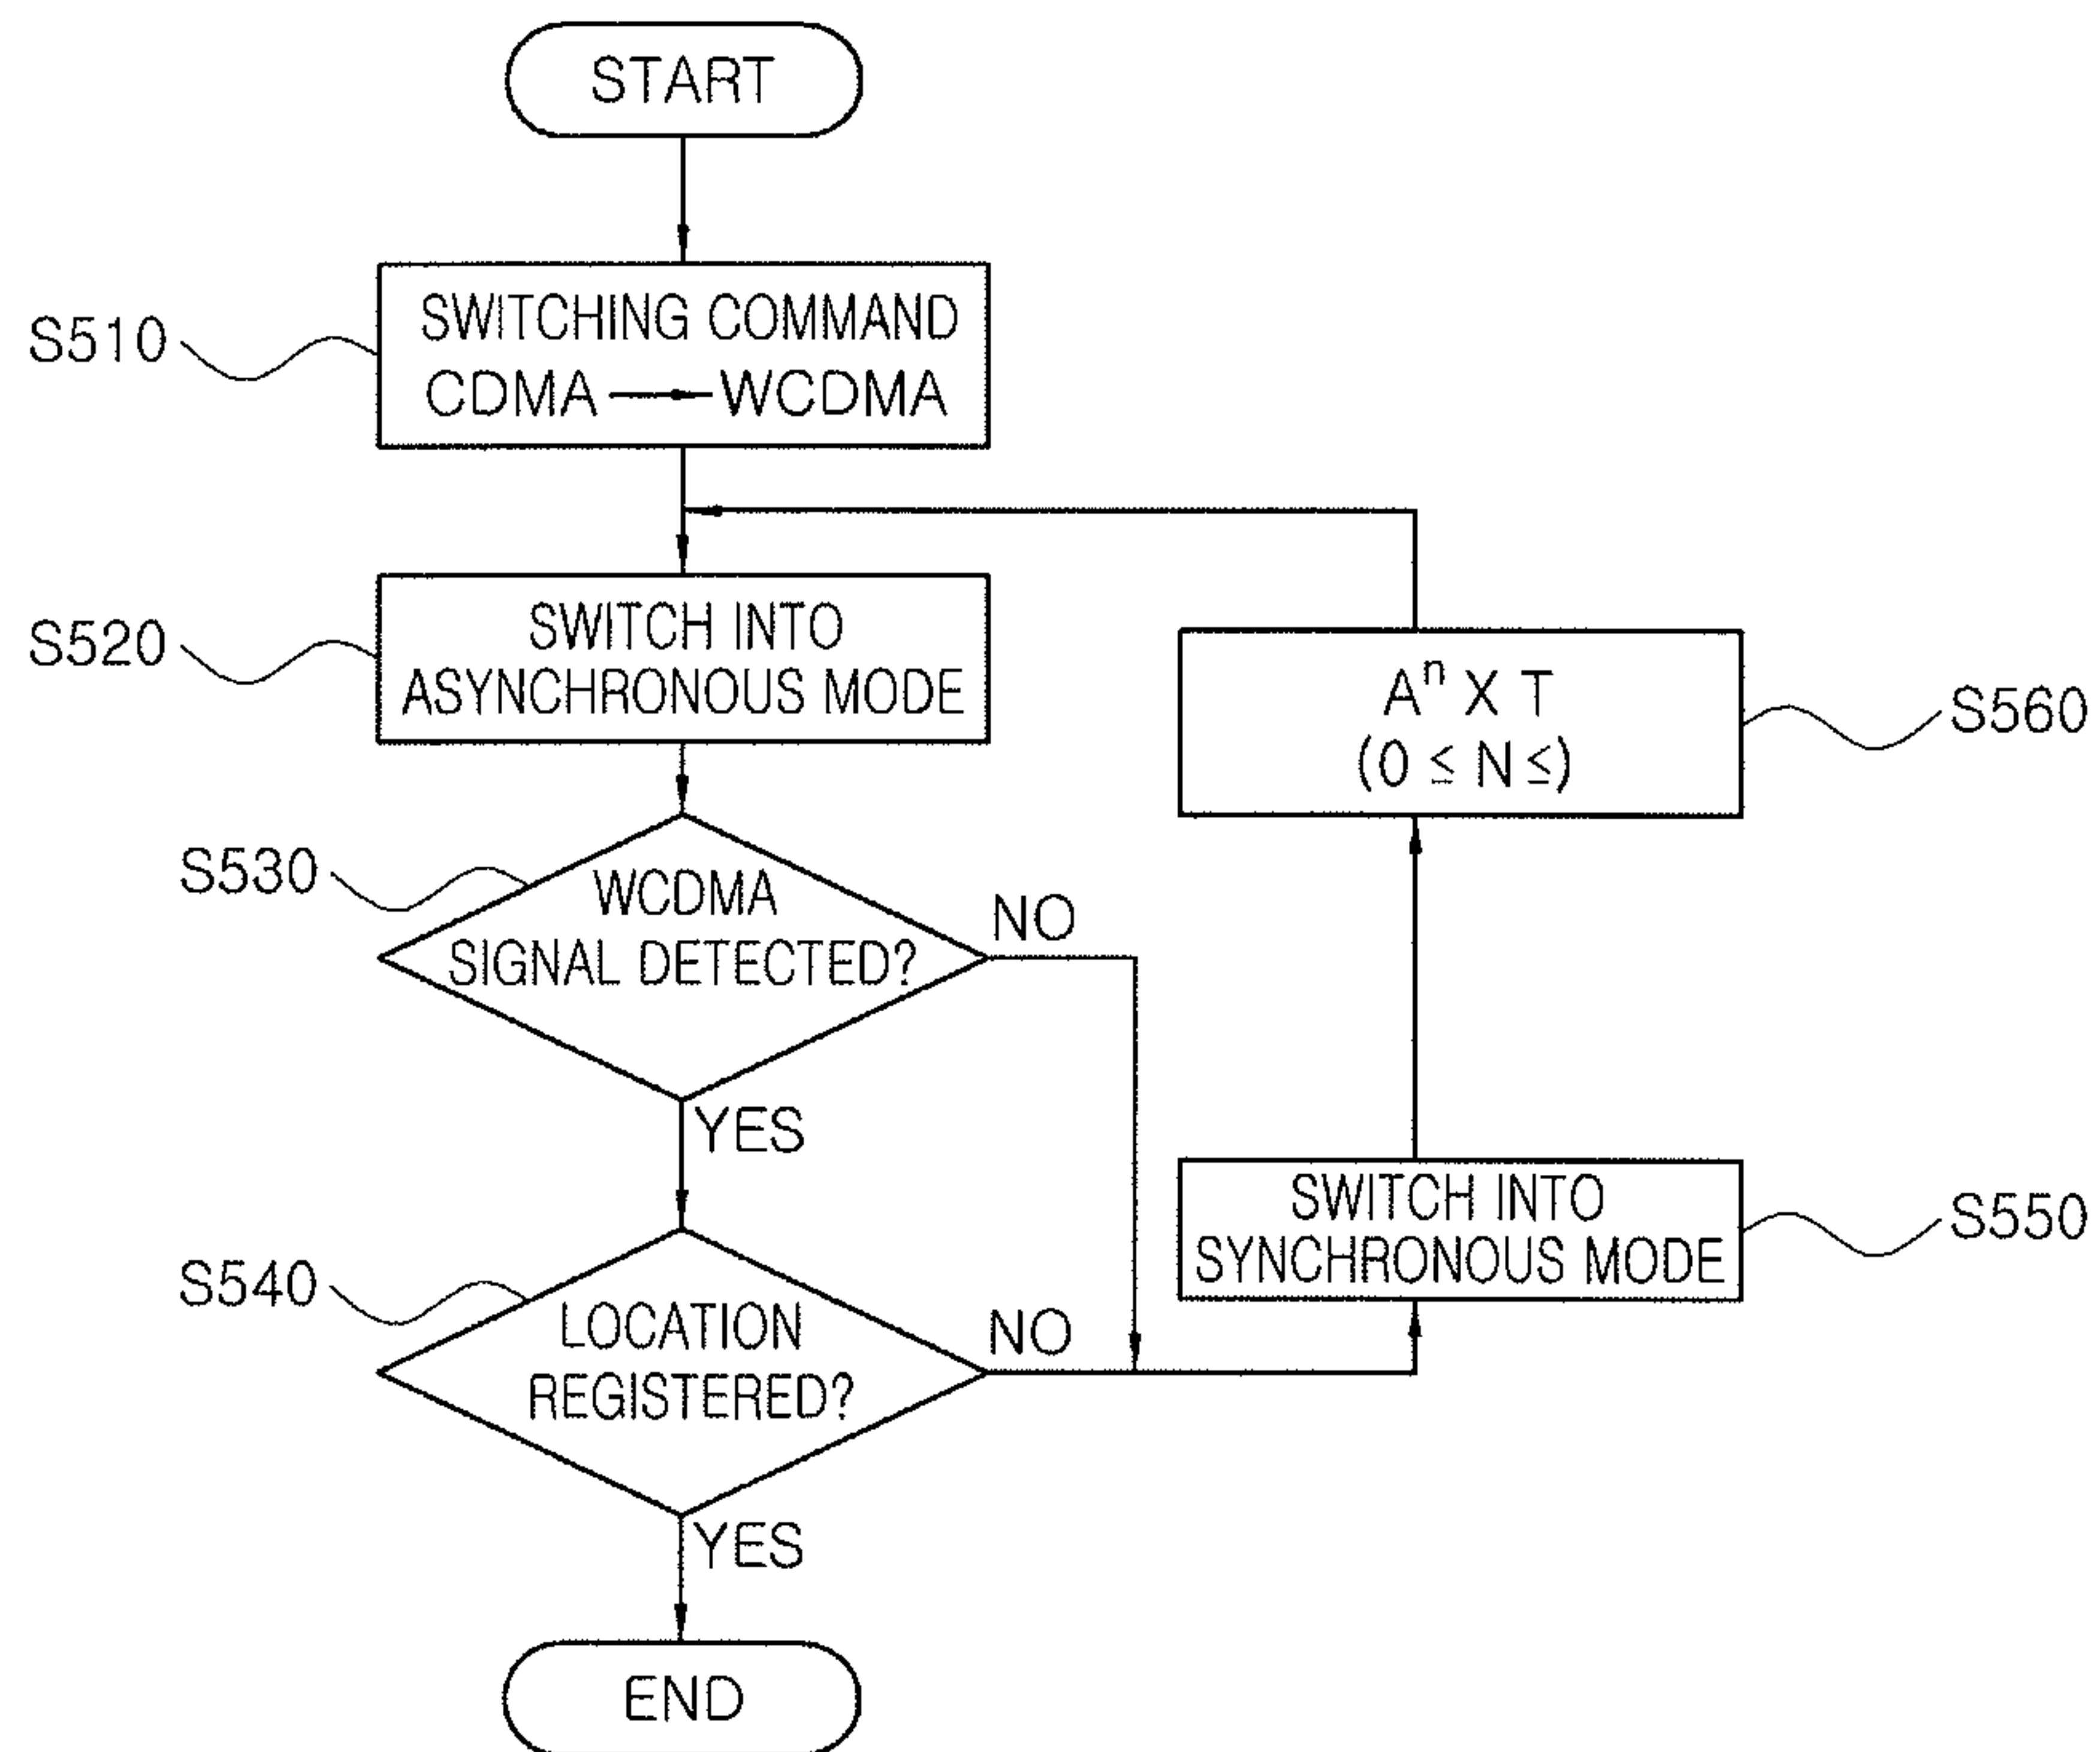 START
S510
SWITCHING COMMAND
CDMA → WCDMA
S520
SWITCH INTO
ASYNCHRONOUS MODE
Aⁿ X T
(0 ≤ N ≤)
S560
S530
WCDMA
SIGNAL DETECTED?
NO
YES
SWITCH INTO
SYNCHRONOUS MODE
S550
S540
LOCATION
REGISTERED?
NO
YES
END